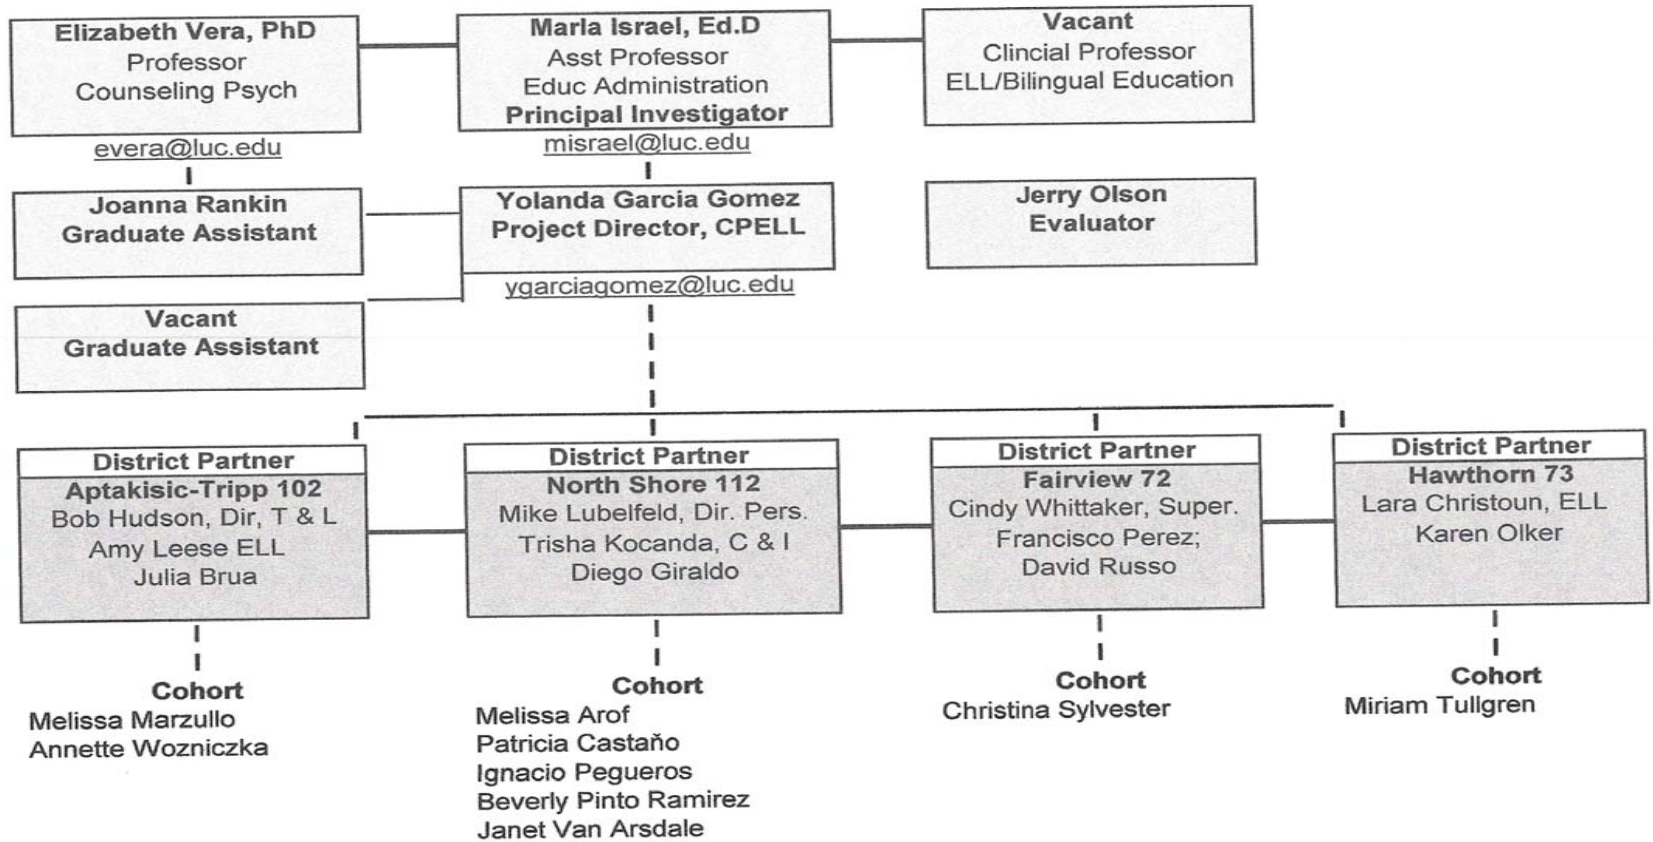 Elizabeth Vera, PhD
Professor
Counseling Psych
evera@luc.edu
Marla Israel, Ed.D
Asst Professor
Educ Administration
Principal Investigator
misrael@luc.edu
Vacant
Clincial Professor
ELL/Bilingual Education
Joanna Rankin
Graduate Assistant
Yolanda Garcia Gomez
Project Director, CPELL
ygarciagomez@luc.edu
Jerry Olson
Evaluator
Vacant
Graduate Assistant
District Partner
Aptakisic-Tripp 102
Bob Hudson, Dir, T & L
Amy Leese ELL
Julia Brua
District Partner
North Shore 112
Mike Lubelfeld, Dir. Pers.
Trisha Kocanda, C & I
Diego Giraldo
District Partner
Fairview 72
Cindy Whittaker, Super.
Francisco Perez;
David Russo
District Partner
Hawthorn 73
Lara Christoun, ELL
Karen Olker
Cohort
Melissa Marzullo
Annette Wozniczka
Cohort
Melissa Arof
Patricia Castaňo
Ignacio Pegueros
Beverly Pinto Ramirez
Janet Van Arsdale
Cohort
Christina Sylvester
Cohort
Miriam Tullgren